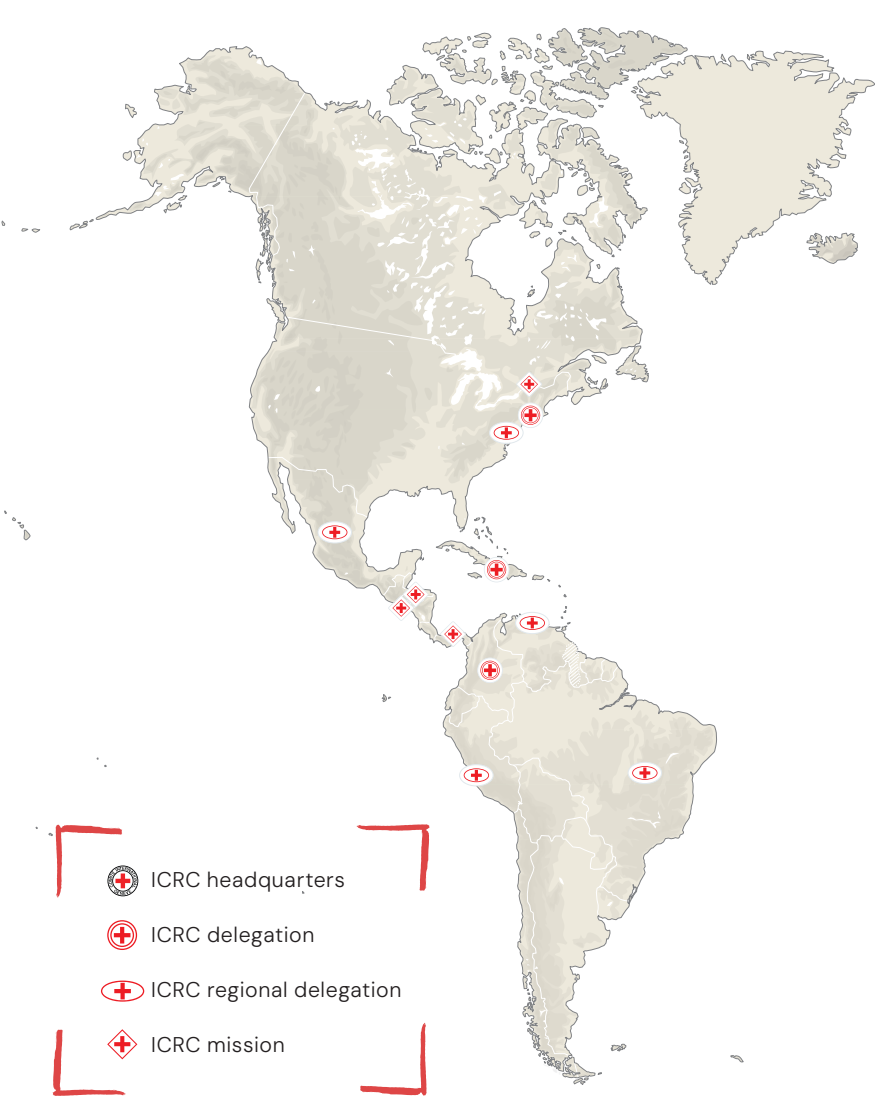 ICRC headquarters
ICRC delegation
ICRC regional delegation
ICRC mission